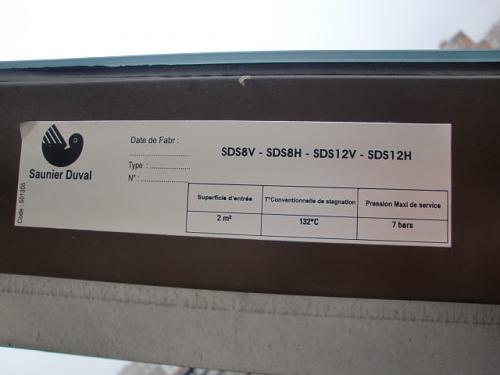 Saunier Duval
Code : S01305
Date de Fabr :
Type :
N° :
SDS8V - SDS8H - SDS12V - SDS12H
Superficie d'entrée
T°Conventionnelle de stagnation
Pression Maxi de service
2 m²
132°C
7 bars